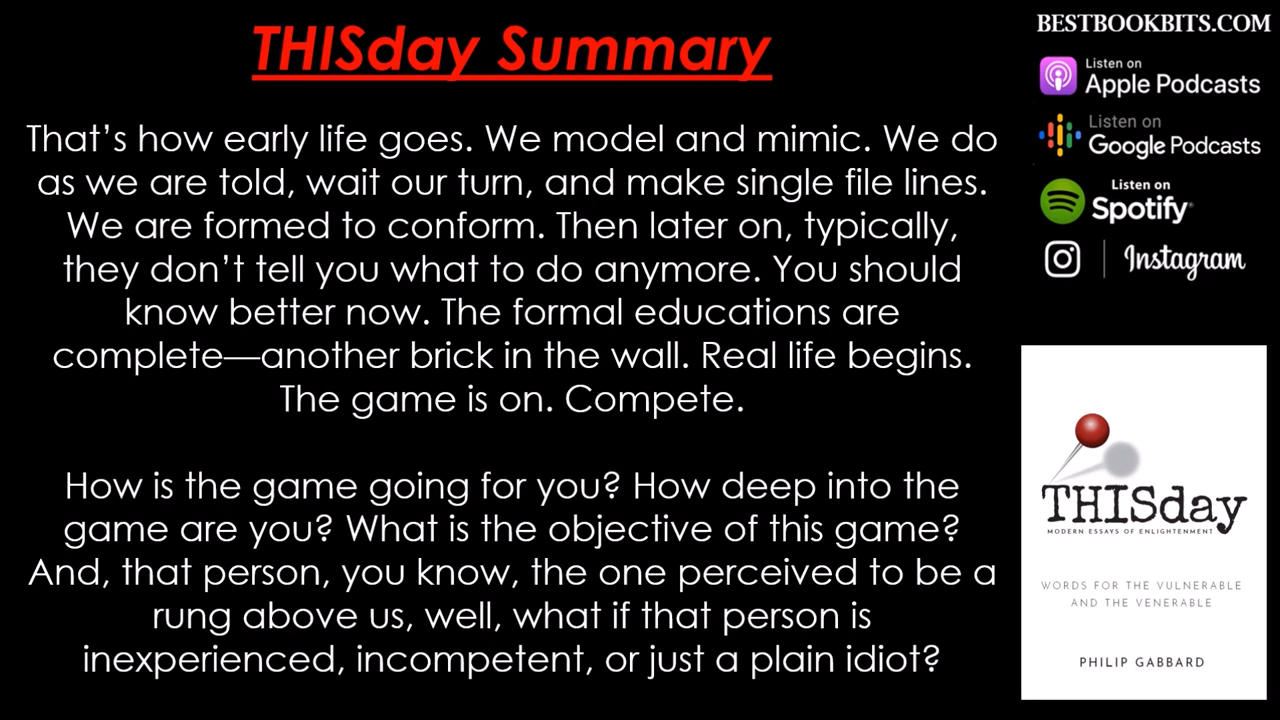 THISday Summary
That’s how early life goes. We model and mimic. We do
as we are told, wait our turn, and make single file lines.
We are formed to conform. Then later on, typically,
they don’t tell you what to do anymore. You should
know better now. The formal educations are
complete—another brick in the wall. Real life begins.
The game is on. Compete.
How is the game going for you? How deep into the
game are you? What is the objective of this game?
And, that person, you know, the one perceived to be a
rung above us, well, what if that person is
inexperienced, incompetent, or just a plain idiot?
BESTBOOKBITS.COM
Listen on
Apple Podcasts
Listen on
Google Podcasts
Listen on
Spotify
Instagram
THISday
MODERN ESSAYS OF ENLIGHTENMENT
WORDS FOR THE VULNERABLE
AND THE VENERABLE
PHILIP GABBARD